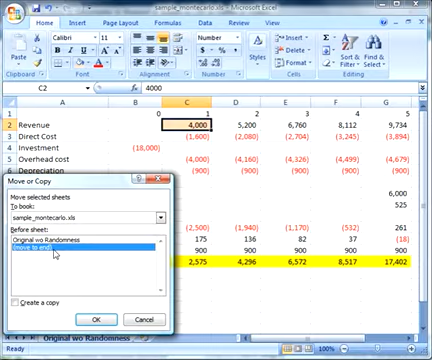 sample_montecarlo.xls - Microsoft Excel
Home Insert Page Layout Formulas Data Review View
Paste
Clipboard Font Alignment Number Styles Cells Editing
General
Insert
Delete
Format
C2 4000
A B C D E F G
1 0 1 2 3 4 5
2 Revenue 4,000 5,200 6,760 8,112 9,734
3 Direct Cost (1,600) (2,080) (2,704) (3,245) (3,894)
4 Investment (18,000)
5 Overhead cost (4,000) (4,160) (4,326) (4,499) (4,679)
6 Depreciation (900) (900) (900) (900) (900)
6,000
525
(2,500) (1,940) (1,170) (532) 261
175 136 82 37 (18)
900 900 900 900 900
2,575 4,296 6,572 8,517 17,402
Move or Copy
Move selected sheets
To book:
sample_montecarlo.xls
Before sheet:
Original wo Randomness
(move to end)
Create a copy
OK Cancel
Original wo Randomness
Ready 100%